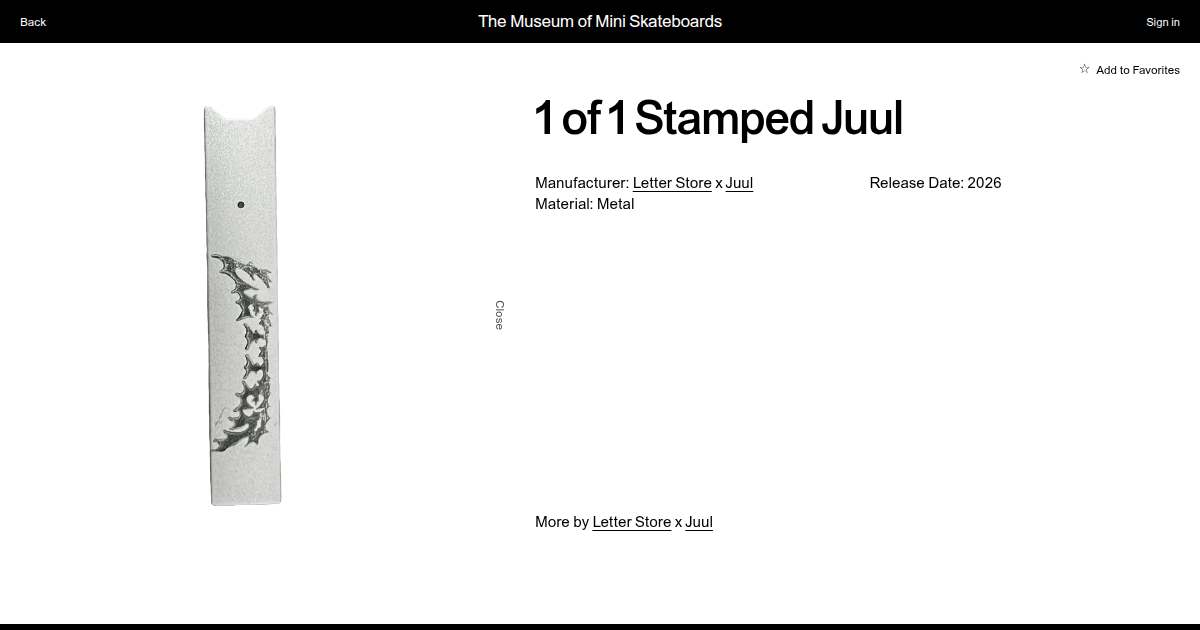 Back
The Museum of Mini Skateboards
Sign in
☆ Add to Favorites
1 of 1 Stamped Juul
Manufacturer: Letter Store x Juul
Release Date: 2026
Material: Metal
LETTER
Close
More by Letter Store x Juul